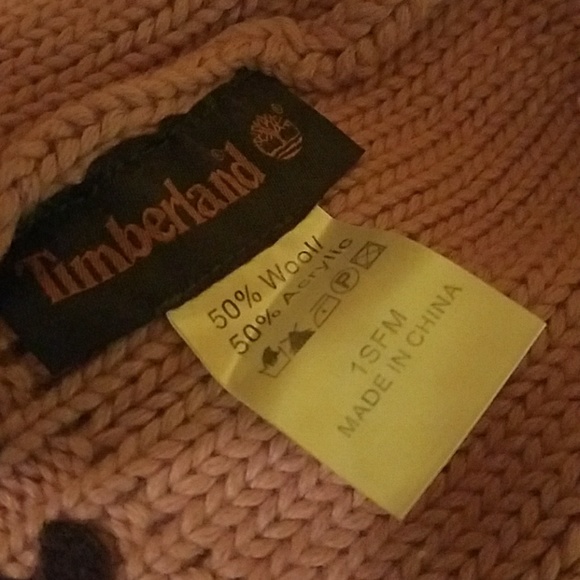 Timberland®
®
50% Wool/
50% Acrylic
P
1SFM
MADE IN CHINA